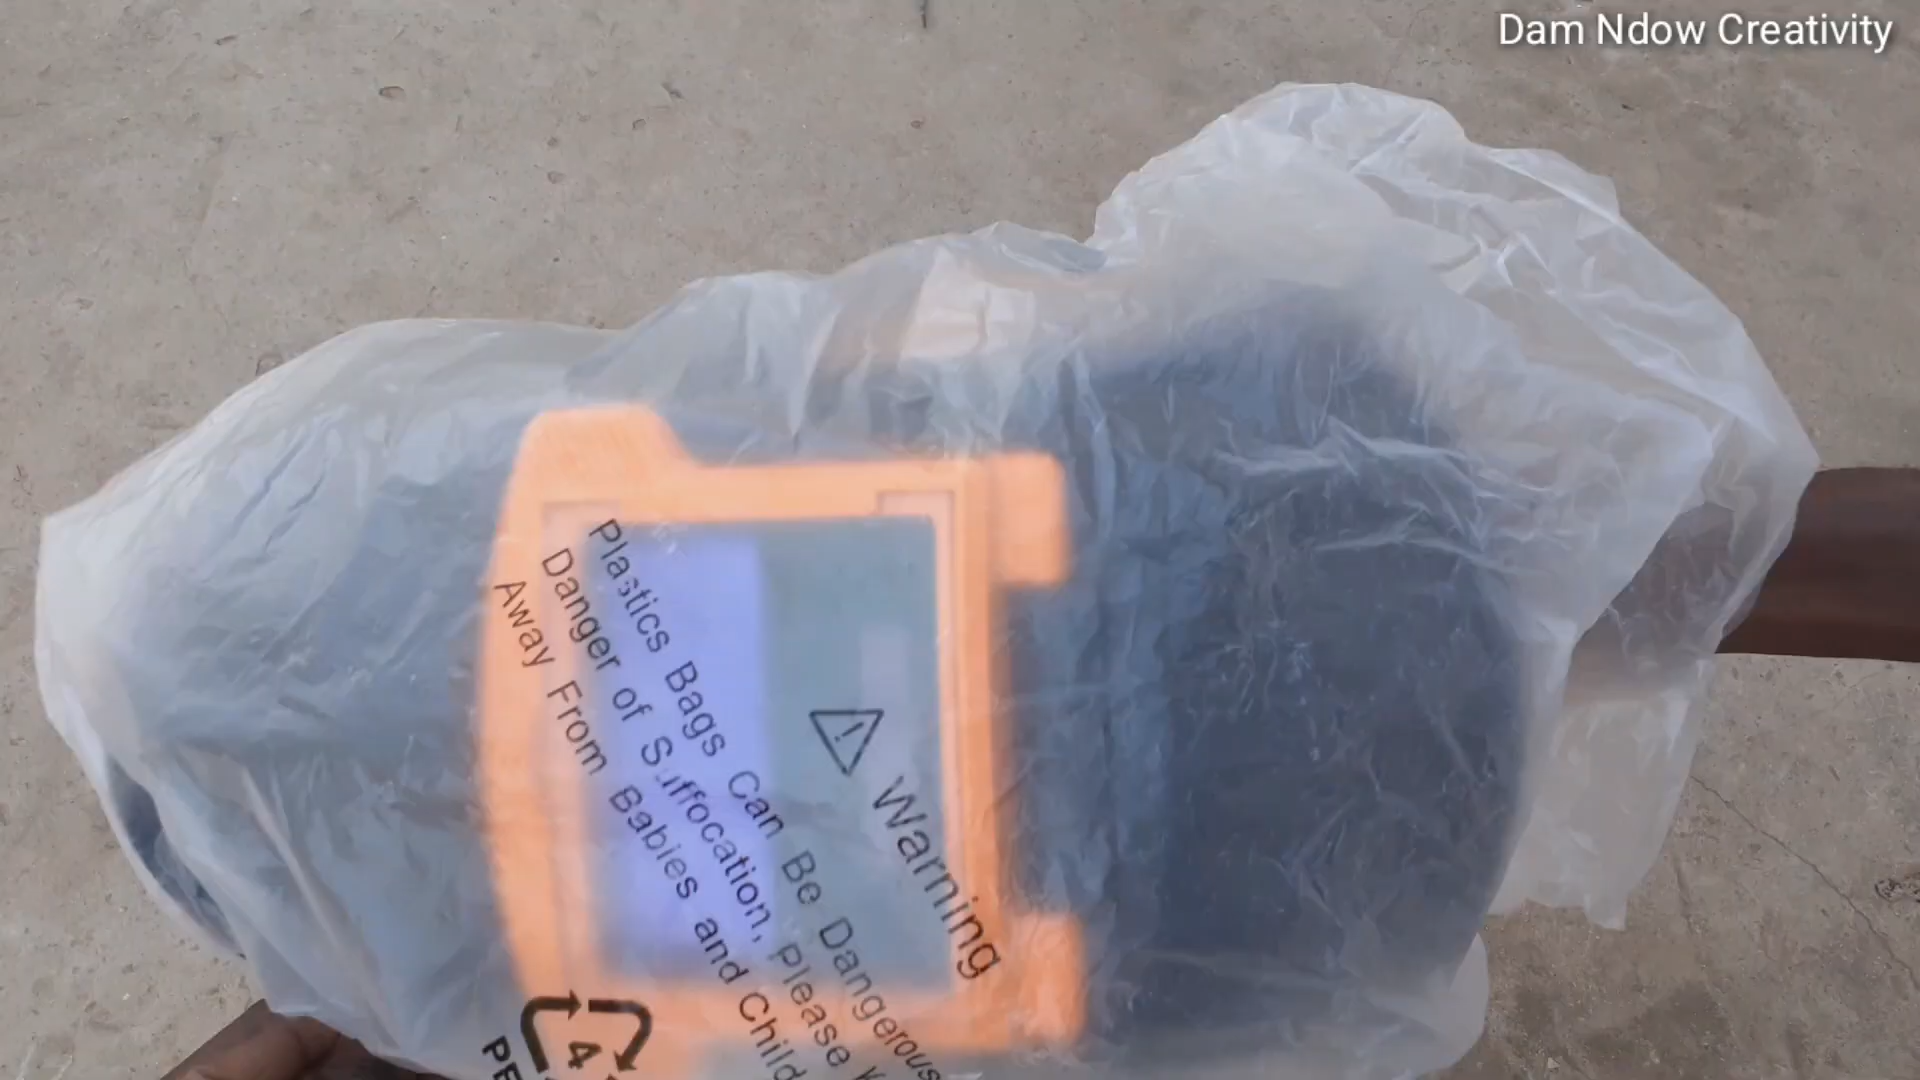 Dam Ndow Creativity
Warning
Plastics Bags Can Be Dangerous
Danger of Suffocation, Please
Away From Babies and Child
4